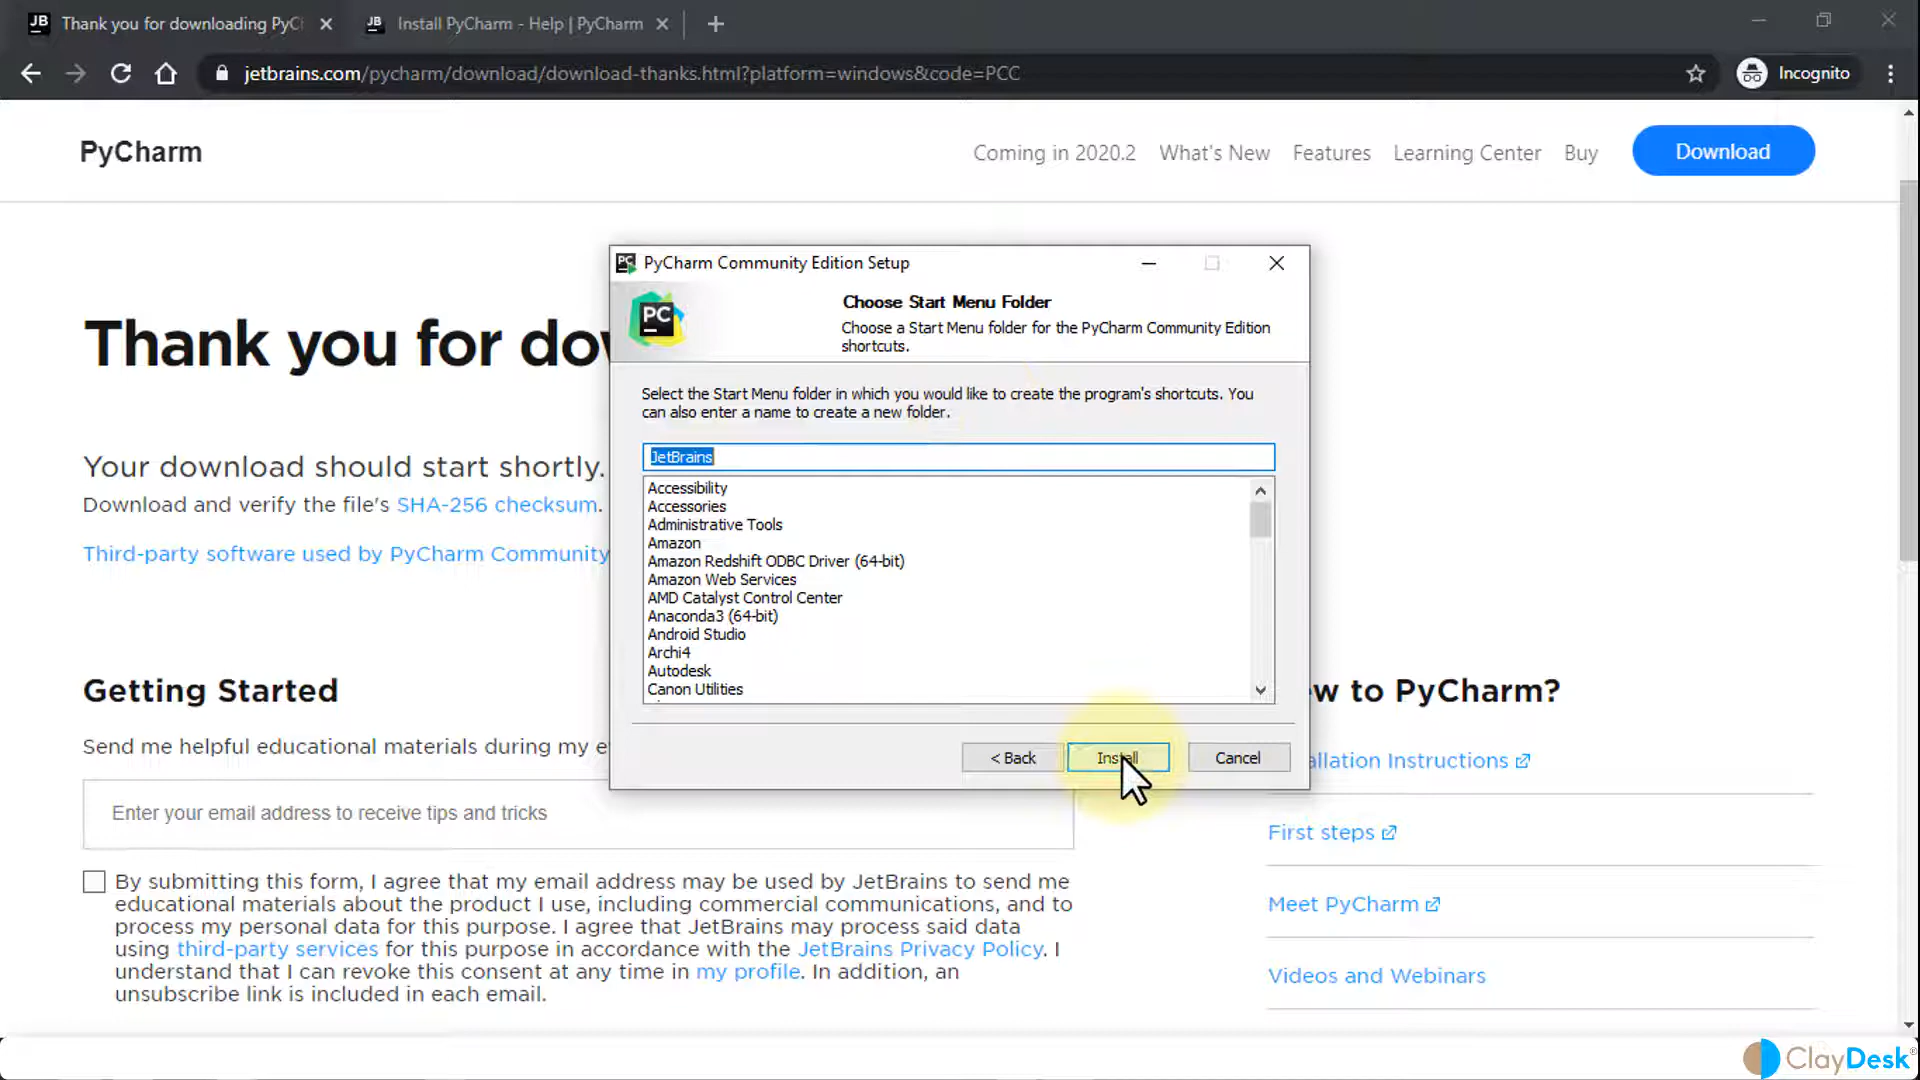 JB Thank you for downloading PyC
JB Install PyCharm - Help | PyCharm
jetbrains.com/pycharm/download/download-thanks.html?platform=windows&code=PCC
Incognito
PyCharm
Coming in 2020.2 What's New Features Learning Center Buy Download
PC PyCharm Community Edition Setup
PC
Choose Start Menu Folder
Choose a Start Menu folder for the PyCharm Community Edition
shortcuts.
Select the Start Menu folder in which you would like to create the program's shortcuts. You
can also enter a name to create a new folder.
JetBrains
Accessibility
Accessories
Administrative Tools
Amazon
Amazon Redshift ODBC Driver (64-bit)
Amazon Web Services
AMD Catalyst Control Center
Anaconda3 (64-bit)
Android Studio
Archi4
Autodesk
Canon Utilities
< Back Install Cancel
Thank you for do
Your download should start shortly.
Download and verify the file's SHA-256 checksum.
Third-party software used by PyCharm Community
Getting Started
Send me helpful educational materials during my e
Enter your email address to receive tips and tricks
By submitting this form, I agree that my email address may be used by JetBrains to send me
educational materials about the product I use, including commercial communications, and to
process my personal data for this purpose. I agree that JetBrains may process said data
using third-party services for this purpose in accordance with the JetBrains Privacy Policy. I
understand that I can revoke this consent at any time in my profile. In addition, an
unsubscribe link is included in each email.
w to PyCharm?
allation Instructions
First steps
Meet PyCharm
Videos and Webinars
ClayDesk®